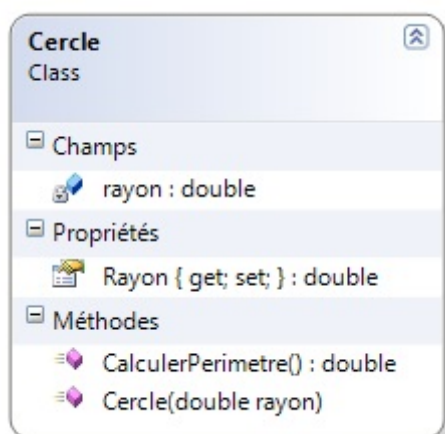 Cercle
Class
Champs
rayon : double
Propriétés
Rayon { get; set; } : double
Méthodes
CalculerPerimetre() : double
Cercle(double rayon)